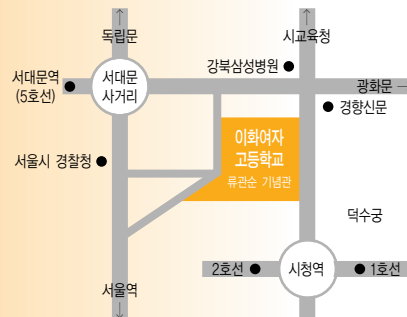 독립문
시교육청
강북삼성병원
서대문역
(5호선)
서대문
사거리
광화문
경향신문
이화여자
고등학교
류관순 기념관
서울시 경찰청
덕수궁
2호선
시청역
1호선
서울역